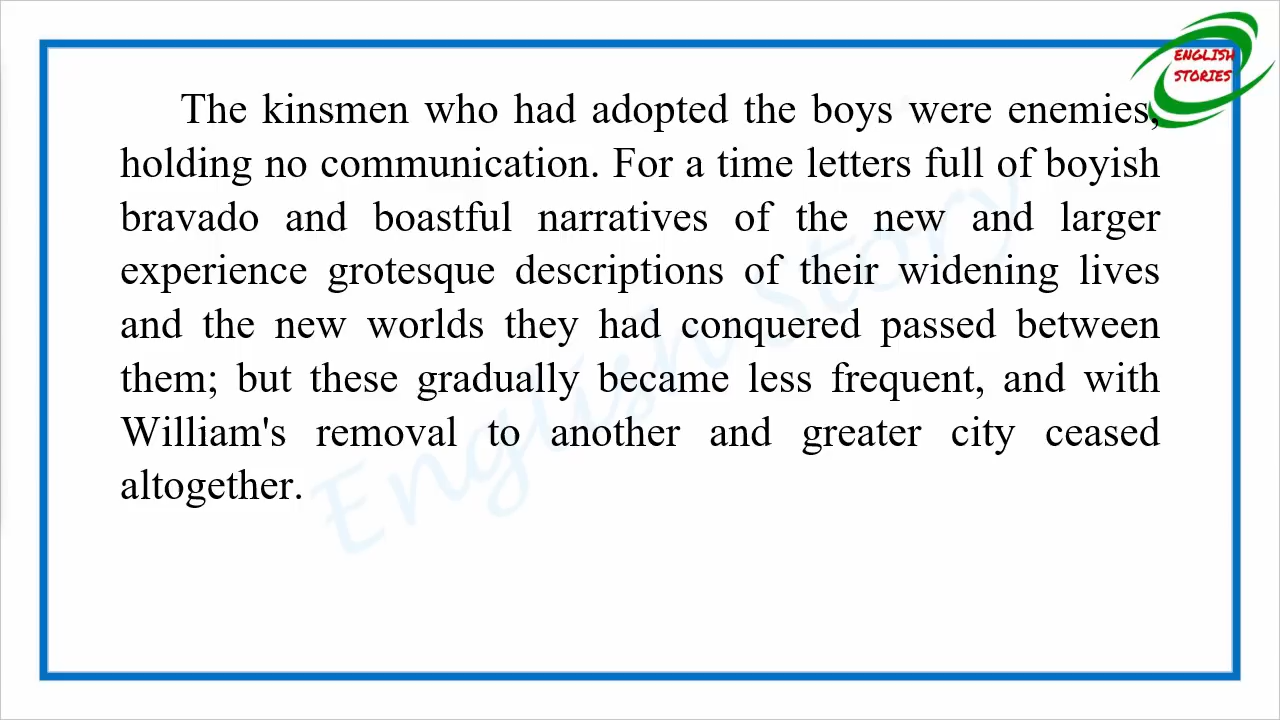 ENGLISH
STORIES
The kinsmen who had adopted the boys were enemies,
holding no communication. For a time letters full of boyish
bravado and boastful narratives of the new and larger
experience grotesque descriptions of their widening lives
and the new worlds they had conquered passed between
them; but these gradually became less frequent, and with
William's removal to another and greater city ceased
altogether.
English Story